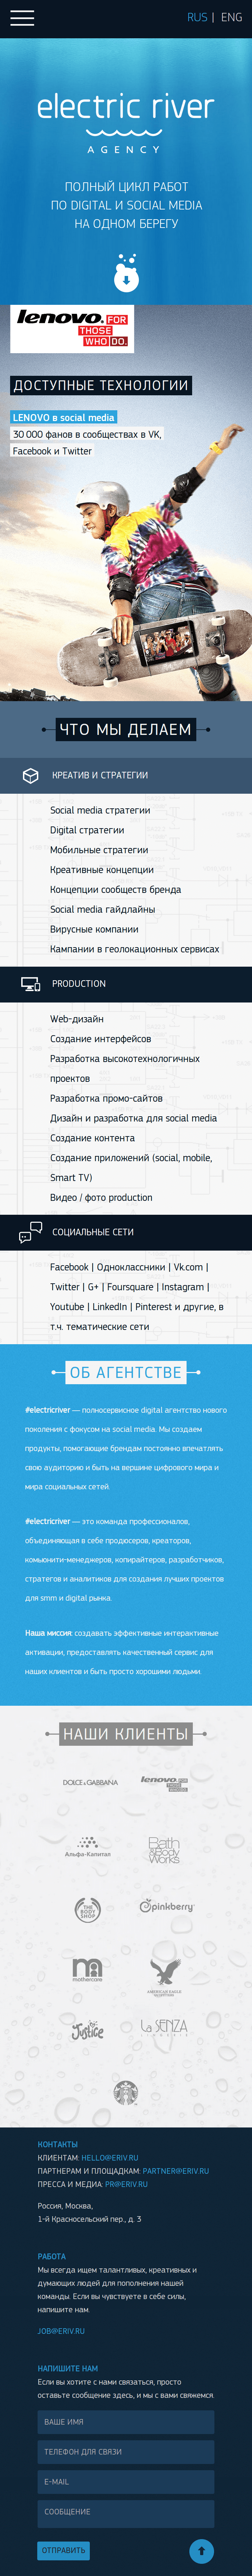 RUS | ENG
electric river
AGENCY
ПОЛНЫЙ ЦИКЛ РАБОТ
ПО DIGITAL И SOCIAL MEDIA
НА ОДНОМ БЕРЕГУ
lenovo. FOR
THOSE
WHO DO.
ДОСТУПНЫЕ ТЕХНОЛОГИИ
LENOVO в social media
30 000 фанов в сообществах в VK,
Facebook и Twitter
ЧТО МЫ ДЕЛАЕМ
КРЕАТИВ И СТРАТЕГИИ
Social media стратегии
Digital стратегии
Мобильные стратегии
Креативные концепции
Концепции сообществ бренда
Social media гайдлайны
Вирусные компании
Кампании в геолокационных сервисах
PRODUCTION
Web-дизайн
Создание интерфейсов
Разработка высокотехнологичных
проектов
Разработка промо-сайтов
Дизайн и разработка для social media
Создание контента
Создание приложений (social, mobile,
Smart TV)
Видео / фото production
СОЦИАЛЬНЫЕ СЕТИ
Facebook | Одноклассники | Vk.com |
Twitter | G+ | Foursquare | Instagram |
Youtube | LinkedIn | Pinterest и другие, в
т.ч. тематические сети
ОБ АГЕНТСТВЕ
#electricriver — полносервисное digital агентство нового
поколения с фокусом на social media. Мы создаем
продукты, помогающие брендам постоянно впечатлять
свою аудиторию и быть на вершине цифрового мира и
мира социальных сетей.
#electricriver — это команда профессионалов,
объединяющая в себе продюсеров, креаторов,
комьюнити-менеджеров, копирайтеров, разработчиков,
стратегов и аналитиков для создания лучших проектов
для smm и digital рынка.
Наша миссия: создавать эффективные интерактивные
активации, предоставлять качественный сервис для
наших клиентов и быть просто хорошими людьми.
НАШИ КЛИЕНТЫ
DOLCE & GABBANA
lenovo. FOR
THOSE
WHO DO.
Альфа-Капитал
Bath
& Body
Works
THE
BODY
SHOP
pinkberry
mothercare
AMERICAN EAGLE
OUTFITTERS
Justice
La SENZA
КОНТАКТЫ
КЛИЕНТАМ: HELLO@ERIV.RU
ПАРТНЕРАМ И ПЛОЩАДКАМ: PARTNER@ERIV.RU
ПРЕССА И МЕДИА: PR@ERIV.RU
Россия, Москва,
1-й Красносельский пер., д. 3
РАБОТА
Мы всегда ищем талантливых, креативных и
думающих людей для пополнения нашей
команды. Если вы чувствуете в себе силы,
напишите нам.
JOB@ERIV.RU
НАПИШИТЕ НАМ
Если вы хотите с нами связаться, просто
оставьте сообщение здесь, и мы с вами свяжемся.
ВАШЕ ИМЯ
ТЕЛЕФОН ДЛЯ СВЯЗИ
E-MAIL
СООБЩЕНИЕ
ОТПРАВИТЬ